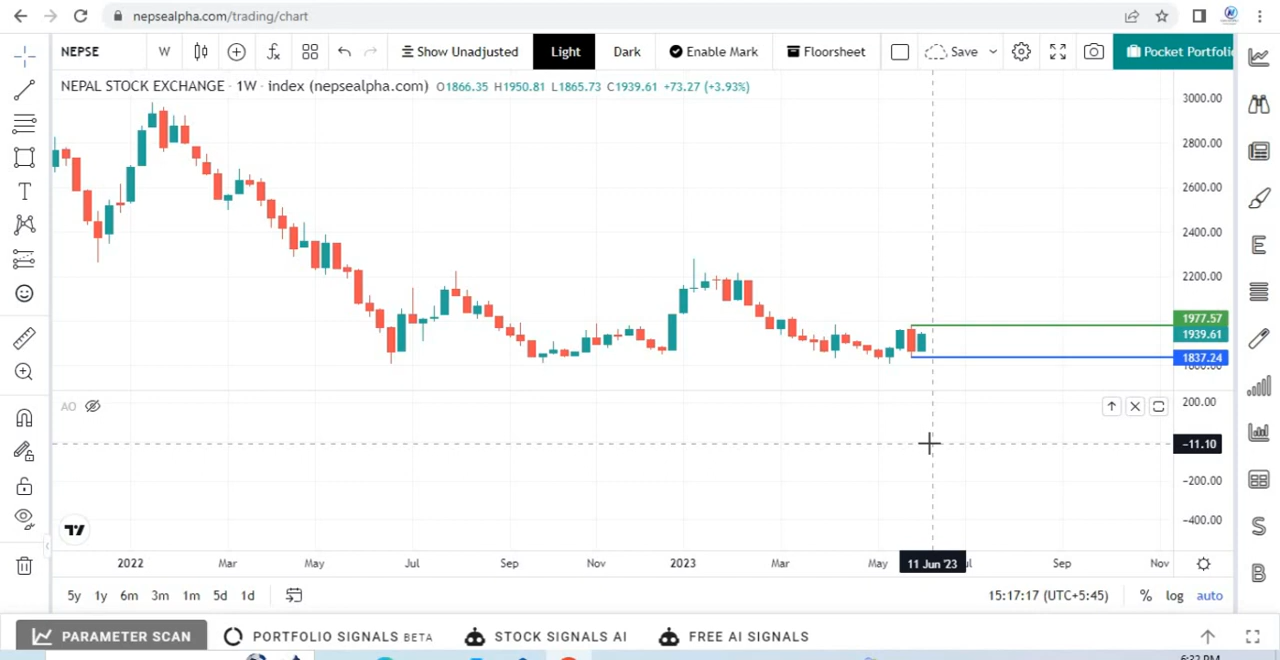 nepsealpha.com/trading/chart
NEPSE W Show Unadjusted Light Dark Enable Mark Floorsheet Save Pocket Portfoli
NEPAL STOCK EXCHANGE · 1W · index (nepsealpha.com) O1866.35 H1950.81 L1865.73 C1939.61 +73.27 (+3.93%)
3000.00
2800.00
2600.00
2400.00
2200.00
1977.57
1939.61
1837.24
AO
200.00
−11.10
−200.00
−400.00
2022 Mar May Jul Sep Nov 2023 Mar May 11 Jun '23 Sep Nov
5y 1y 6m 3m 1m 5d 1d 15:17:17 (UTC+5:45) % log auto
PARAMETER SCAN PORTFOLIO SIGNALS BETA STOCK SIGNALS AI FREE AI SIGNALS
E
S
B